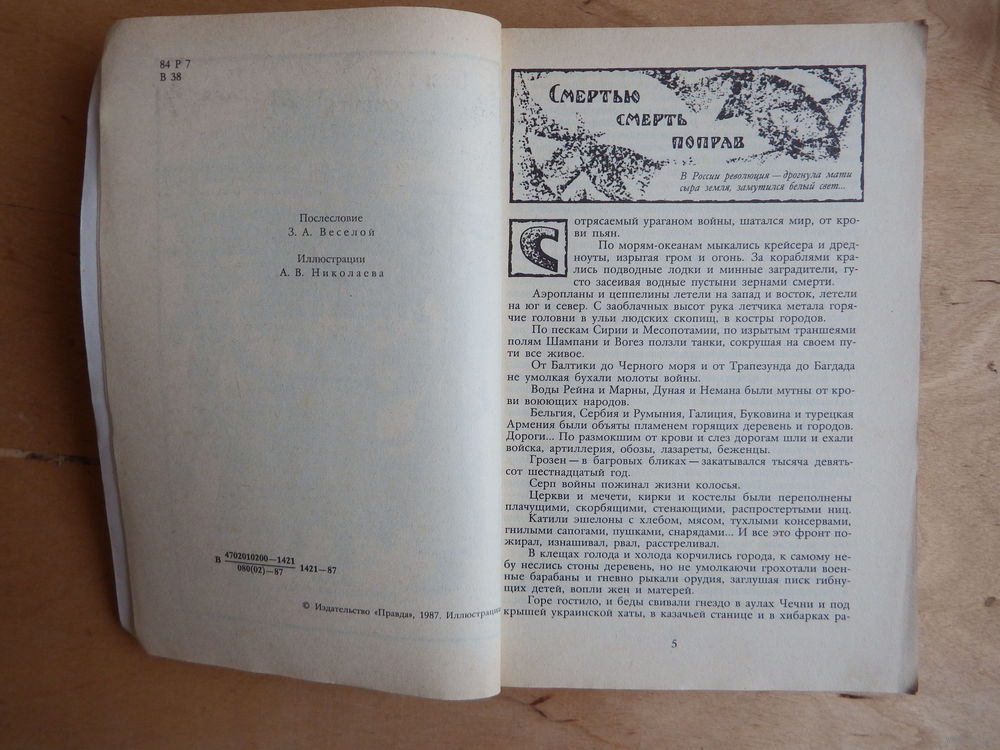 84 Р 7
В 38
Послесловие
З. А. Веселой
Иллюстрации
А. В. Николаева
В 4702010200—1421
080(02)—87 1421—87
© Издательство «Правда», 1987. Иллюстрации
Смертью
смерть
поправ
В России революция — дрогнула мати
сыра земля, замутился белый свет...
Сотрясаемый ураганом войны, шатался мир, от кро-
ви пьян.
По морям-океанам мыкались крейсера и дред-
ноуты, изрыгая гром и огонь. За кораблями кра-
лись подводные лодки и минные заградители, гу-
сто засеивая водные пустыни зернами смерти.
Аэропланы и цеппелины летели на запад и восток, летели
на юг и север. С заоблачных высот рука летчика метала горя-
чие головни в ульи людских скопищ, в костры городов.
По пескам Сирии и Месопотамии, по изрытым траншеями
полям Шампани и Вогез ползли танки, сокрушая на своем пу-
ти все живое.
От Балтики до Черного моря и от Трапезунда до Багдада
не умолкая бухали молоты войны.
Воды Рейна и Марны, Дуная и Немана были мутны от кро-
ви воюющих народов.
Бельгия, Сербия и Румыния, Галиция, Буковина и турецкая
Армения были объяты пламенем горящих деревень и городов.
Дороги... По размокшим от крови и слез дорогам шли и ехали
войска, артиллерия, обозы, лазареты, беженцы.
Грозен — в багровых бликах — закатывался тысяча девять-
сот шестнадцатый год.
Серп войны пожинал жизни колосья.
Церкви и мечети, кирки и костелы были переполнены
плачущими, скорбящими, стенающими, распростертыми ниц.
Катили эшелоны с хлебом, мясом, тухлыми консервами,
гнилыми сапогами, пушками, снарядами... И все это фронт по-
жирал, изнашивал, рвал, расстреливал.
В клещах голода и холода корчились города, к самому не-
бу неслись стоны деревень, но не умолкаючи грохотали воен-
ные барабаны и гневно рыкали орудия, заглушая писк гибну-
щих детей, вопли жен и матерей.
Горе гостило, и беды свивали гнездо в аулах Чечни и под
крышей украинской хаты, в казачьей станице и в хибарках ра-
5